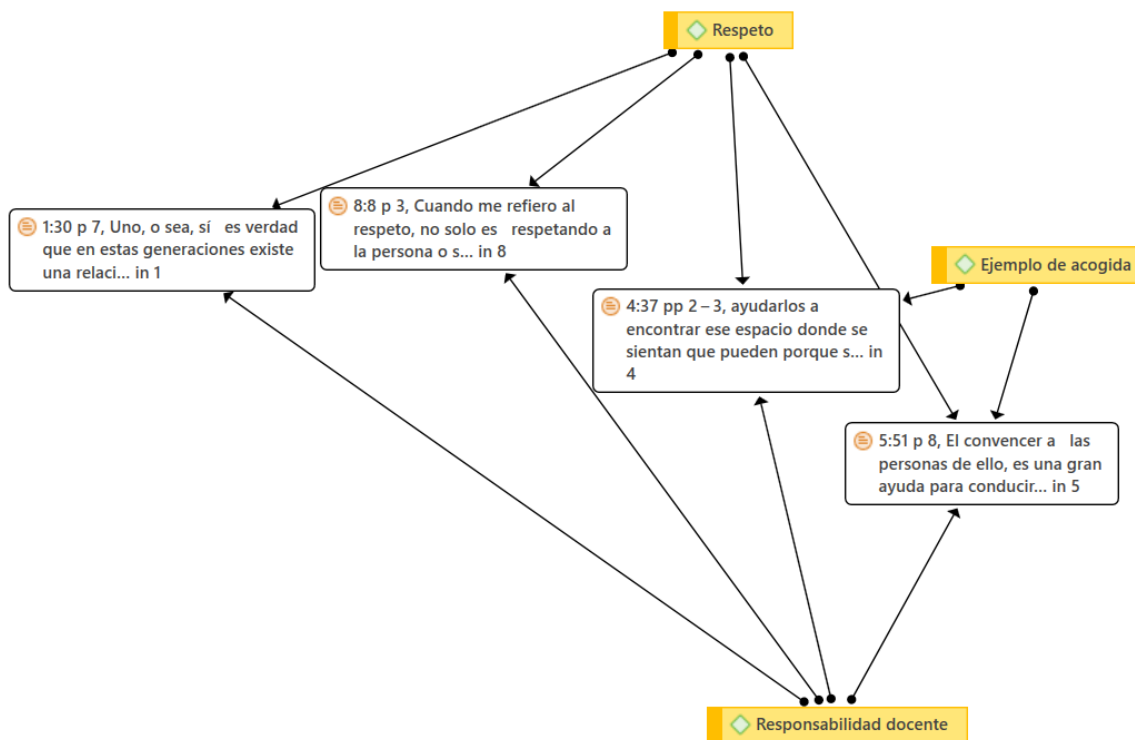 Respeto
1:30 p 7, Uno, o sea, sí es verdad
que en estas generaciones existe
una relaci... in 1
8:8 p 3, Cuando me refiero al
respeto, no solo es respetando a
la persona o s... in 8
Ejemplo de acogida
4:37 pp 2 – 3, ayudarlos a
encontrar ese espacio donde se
sientan que pueden porque s... in
4
5:51 p 8, El convencer a las
personas de ello, es una gran
ayuda para conducir... in 5
Responsabilidad docente